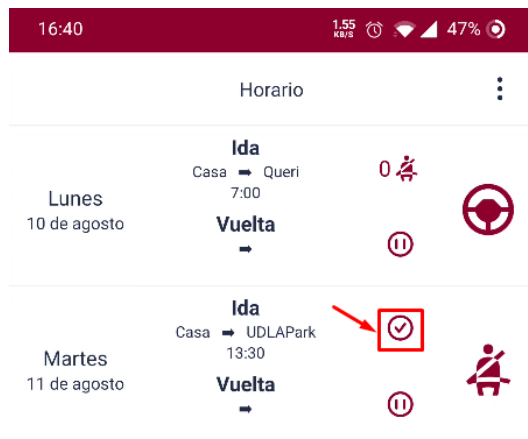 16:40 1.55 KB/S 47%
Horario
Ida
Casa ➡ Queri
7:00
0
Lunes
10 de agosto
Vuelta
➡
Ida
Casa ➡ UDLAPark
13:30
Martes
11 de agosto
Vuelta
➡